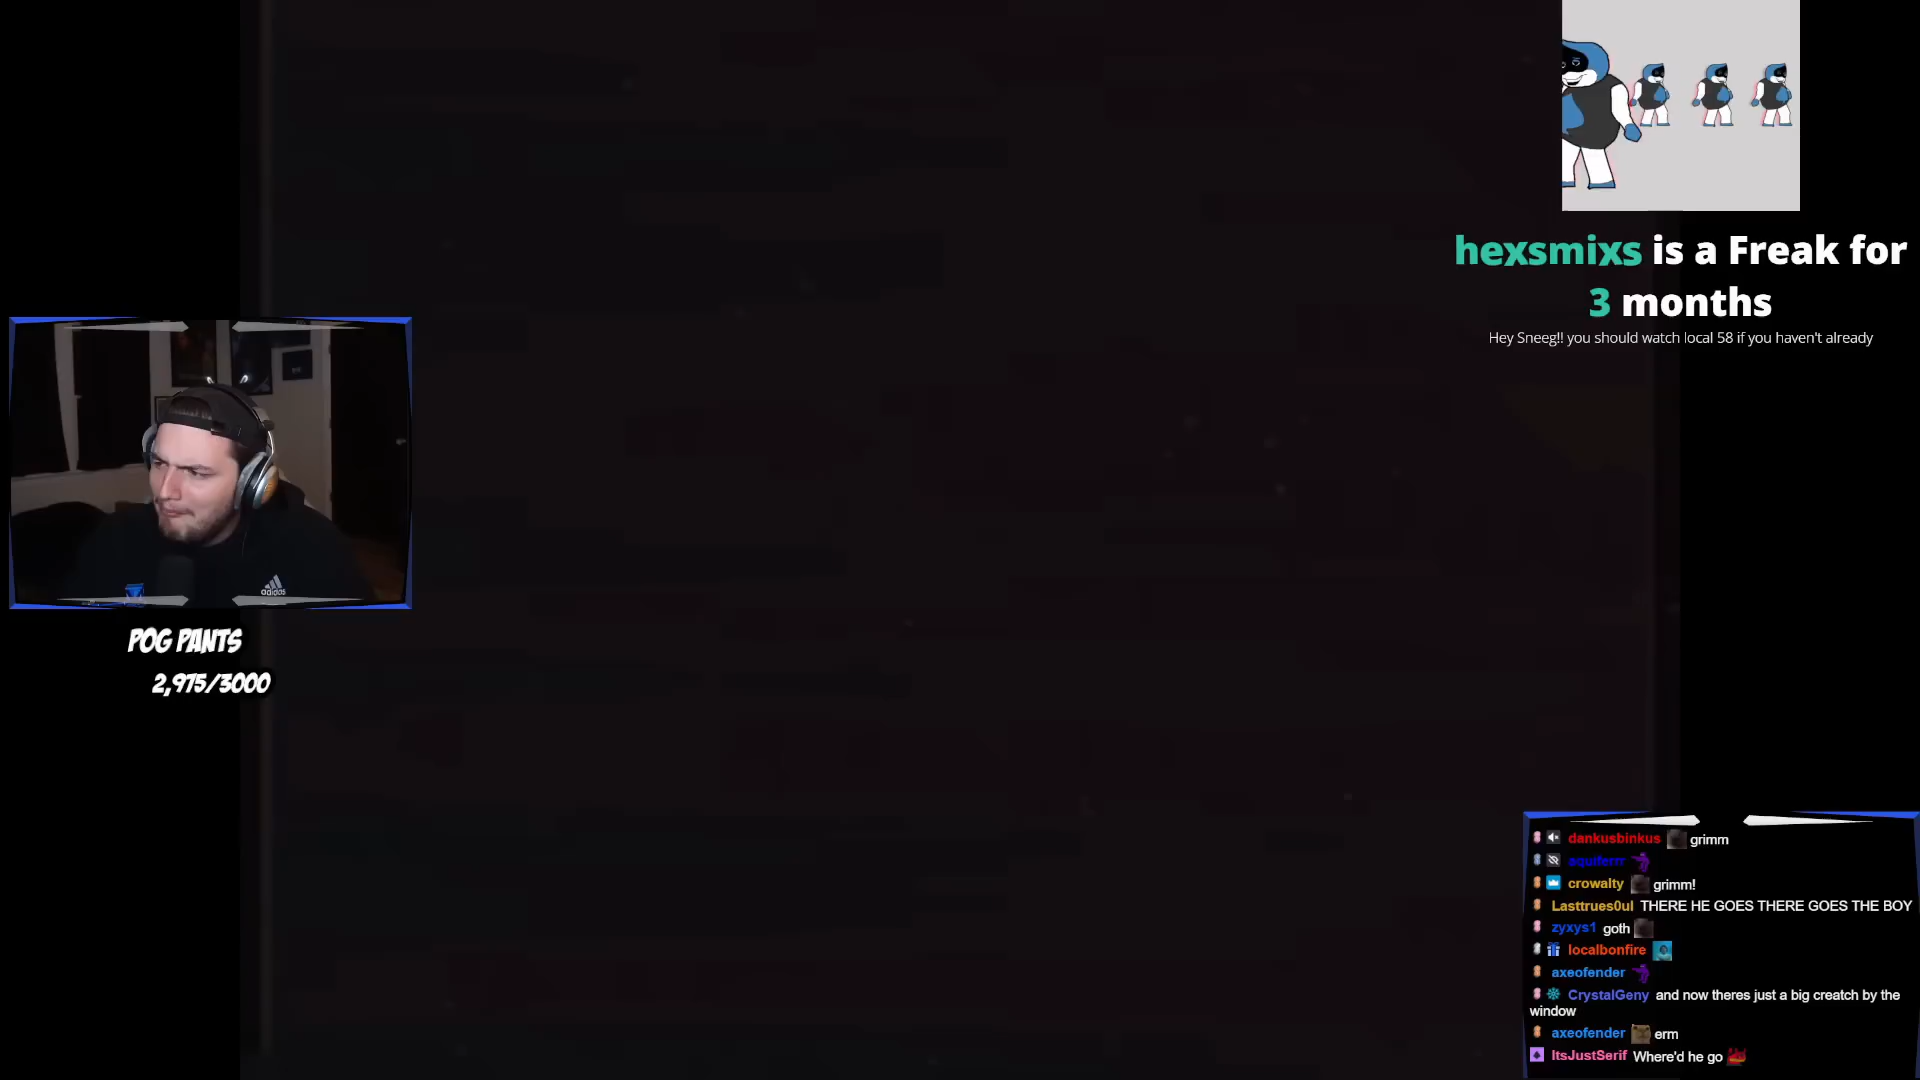 hexsmixs is a Freak for
3 months
Hey Sneeg!! you should watch local 58 if you haven't already
adidas
POG PANTS
2,975/3000
dankusbinkus grimm
aquiferrr
crowalty grimm!
Lasttrues0ul THERE HE GOES THERE GOES THE BOY
zyxys1 goth
localbonfire
axeofender
CrystalGeny and now theres just a big creatch by the
window
axeofender erm
ItsJustSerif Where'd he go